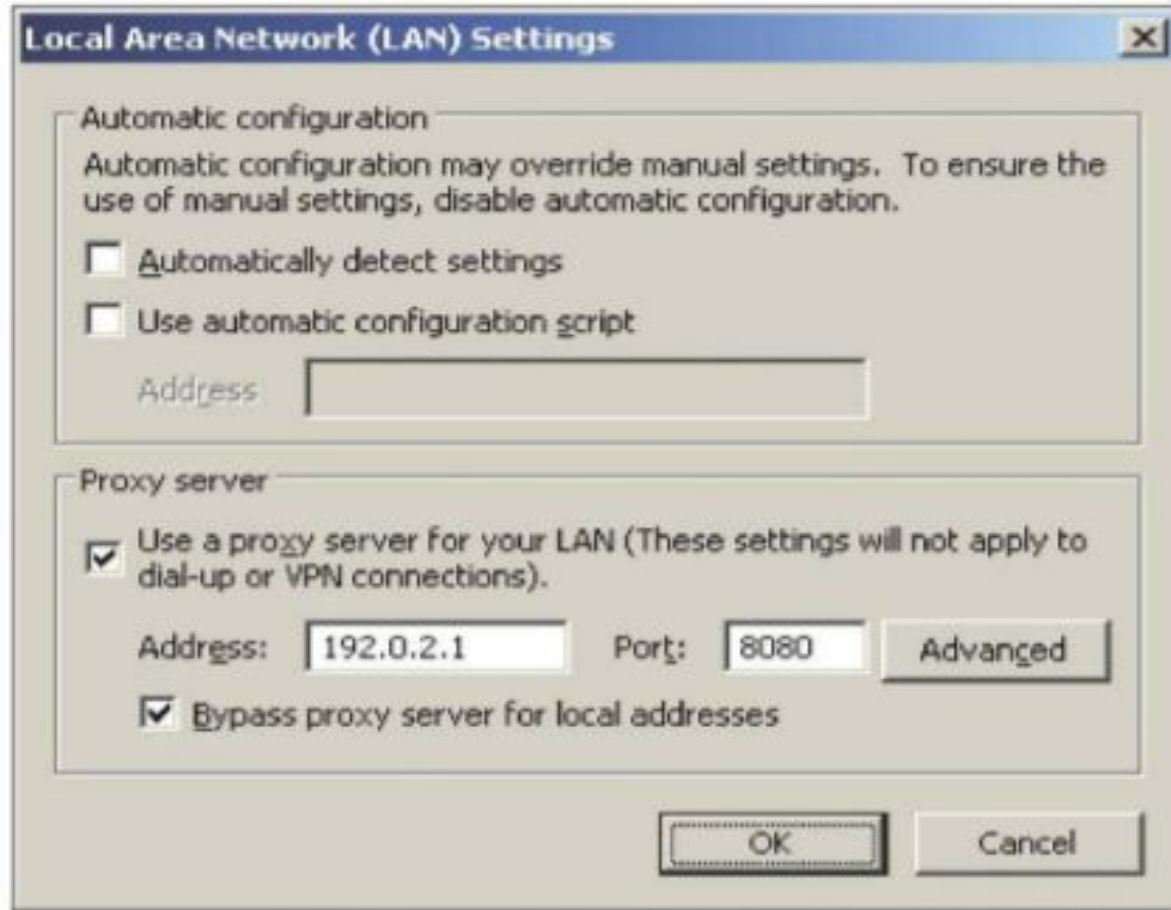 Local Area Network (LAN) Settings
Automatic configuration
Automatic configuration may override manual settings. To ensure the
use of manual settings, disable automatic configuration.
Automatically detect settings
Use automatic configuration script
Address
Proxy server
Use a proxy server for your LAN (These settings will not apply to
dial-up or VPN connections).
Address: 192.0.2.1 Port: 8080 Advanced
Bypass proxy server for local addresses
OK Cancel